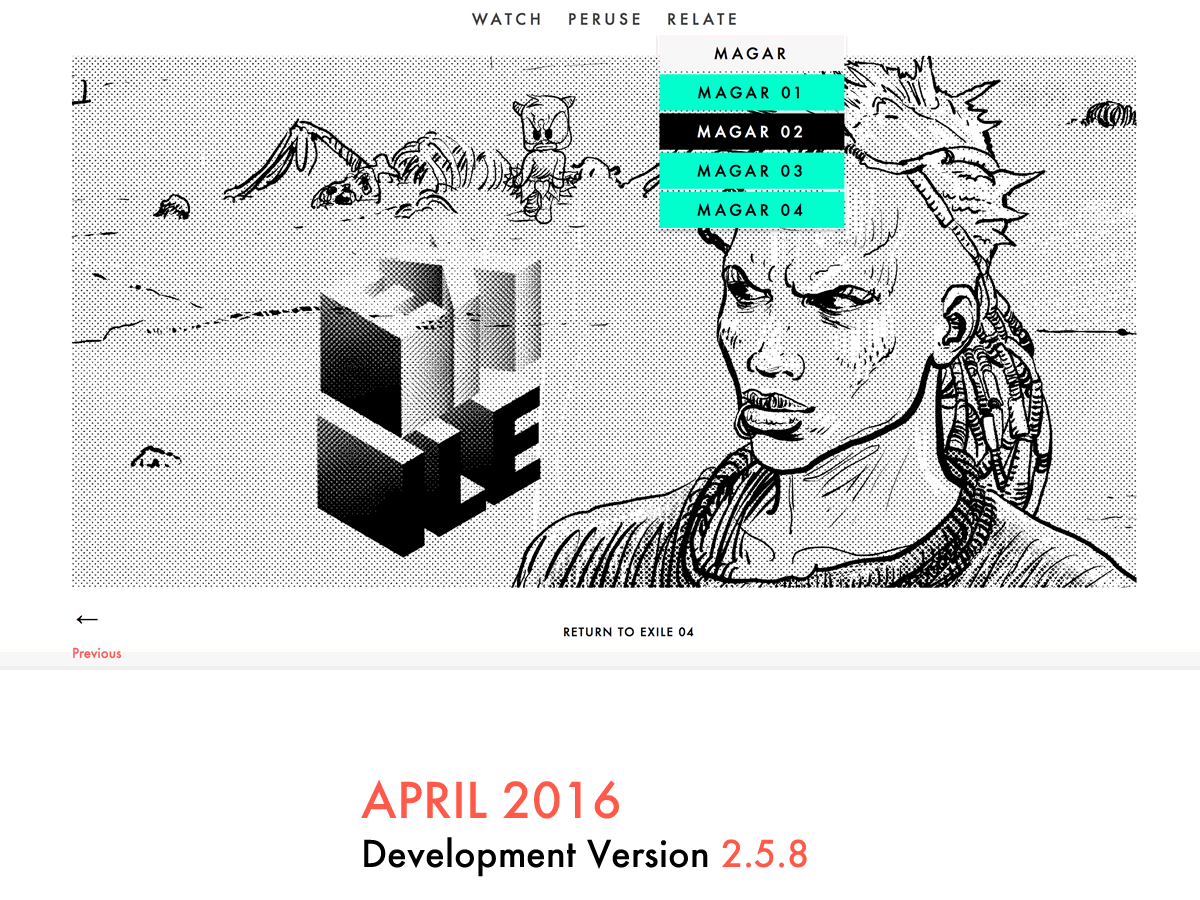 WATCH PERUSE RELATE
MAGAR
MAGAR 01
MAGAR 02
MAGAR 03
MAGAR 04
←
Previous
RETURN TO EXILE 04
APRIL 2016
Development Version 2.5.8